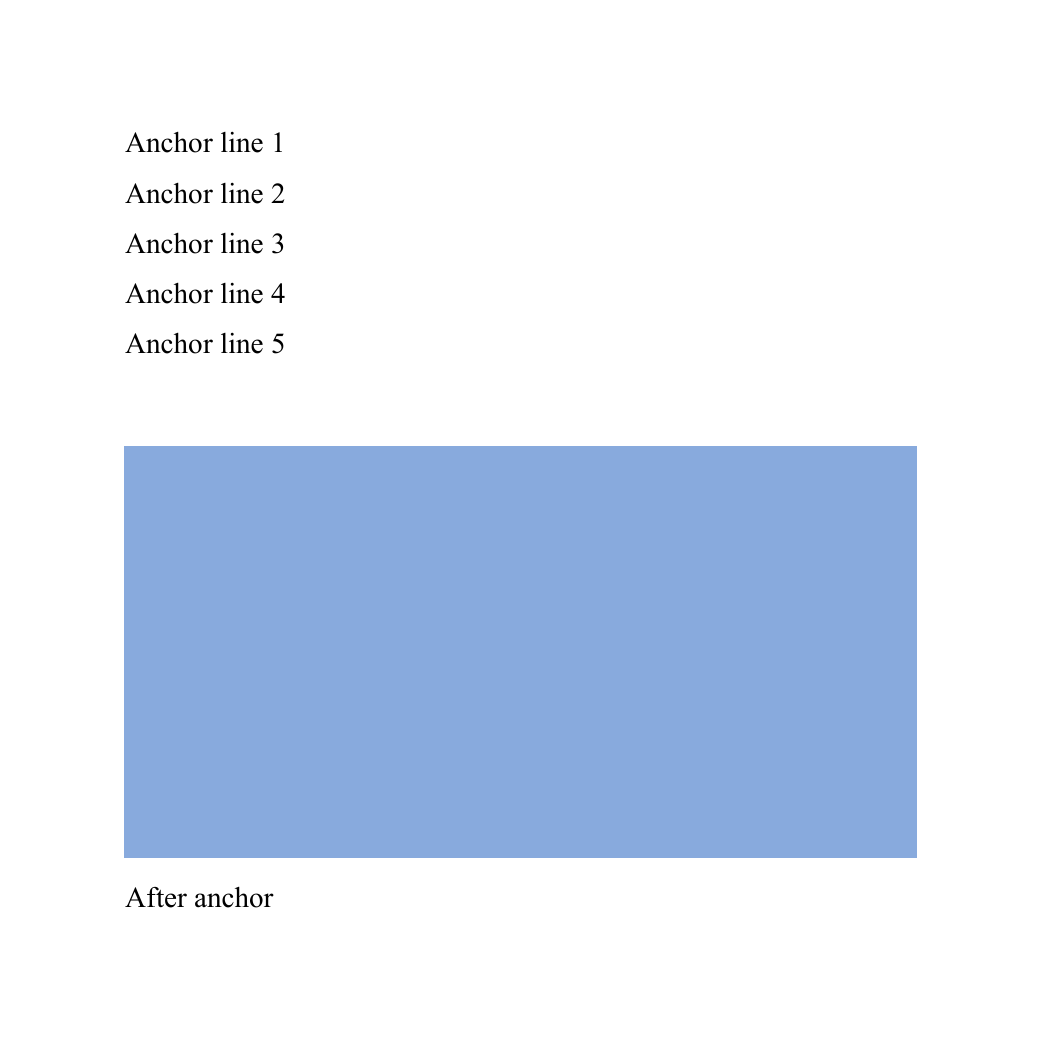 Anchor line 1
Anchor line 2
Anchor line 3
Anchor line 4
Anchor line 5
After anchor